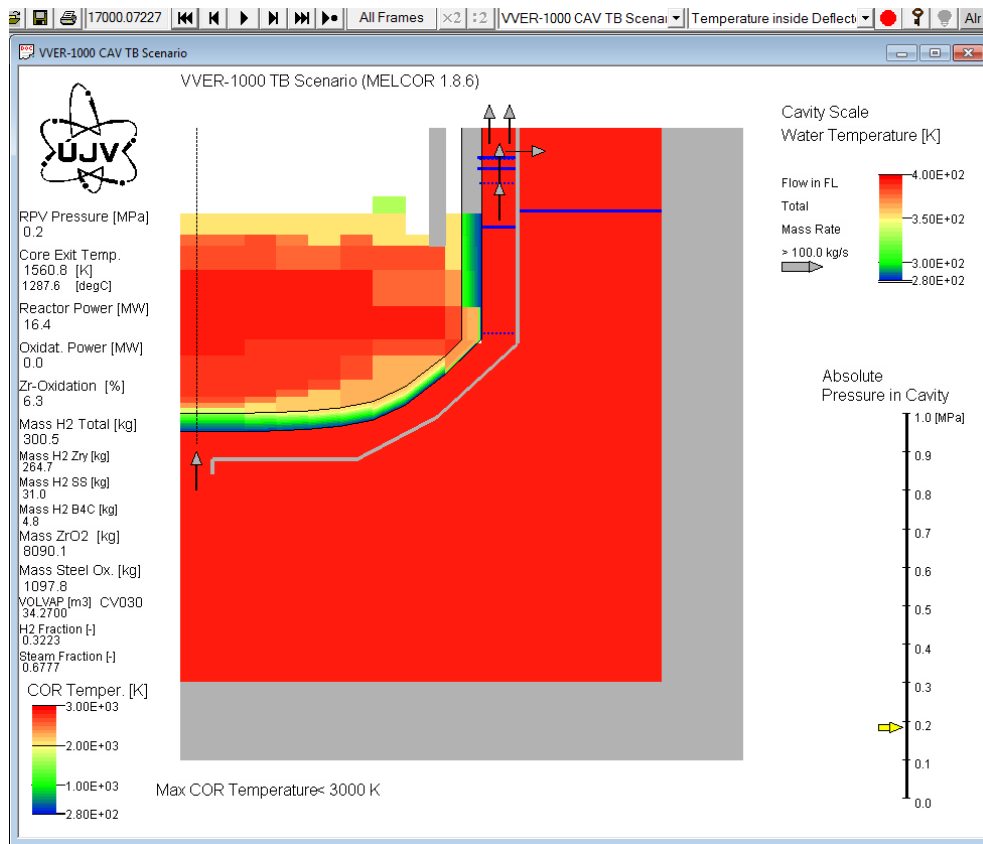 17000.07227
All Frames
×2
:2
VVER-1000 CAV TB Scenar
Temperature inside Deflect
Alr
VVER-1000 CAV TB Scenario
VVER-1000 TB Scenario (MELCOR 1.8.6)
ÚJV
RPV Pressure [MPa]
0.2
Core Exit Temp.
1560.8 [K]
1287.6 [degC]
Reactor Power [MW]
16.4
Oxidat. Power [MW]
0.0
Zr-Oxidation [%]
6.3
Mass H2 Total [kg]
300.5
Mass H2 Zry [kg]
264.7
Mass H2 SS [kg]
31.0
Mass H2 B4C [kg]
4.8
Mass ZrO2 [kg]
8090.1
Mass Steel Ox. [kg]
1097.8
VOLVAP [m3] CV030
34.2700
H2 Fraction [-]
0.3223
Steam Fraction [-]
0.6777
COR Temper. [K]
3.00E+03
2.00E+03
1.00E+03
2.80E+02
Max COR Temperature< 3000 K
Cavity Scale
Water Temperature [K]
Flow in FL
Total
Mass Rate
> 100.0 kg/s
4.00E+02
3.50E+02
3.00E+02
2.80E+02
Absolute
Pressure in Cavity
1.0 [MPa]
0.9
0.8
0.7
0.6
0.5
0.4
0.3
0.2
0.1
0.0